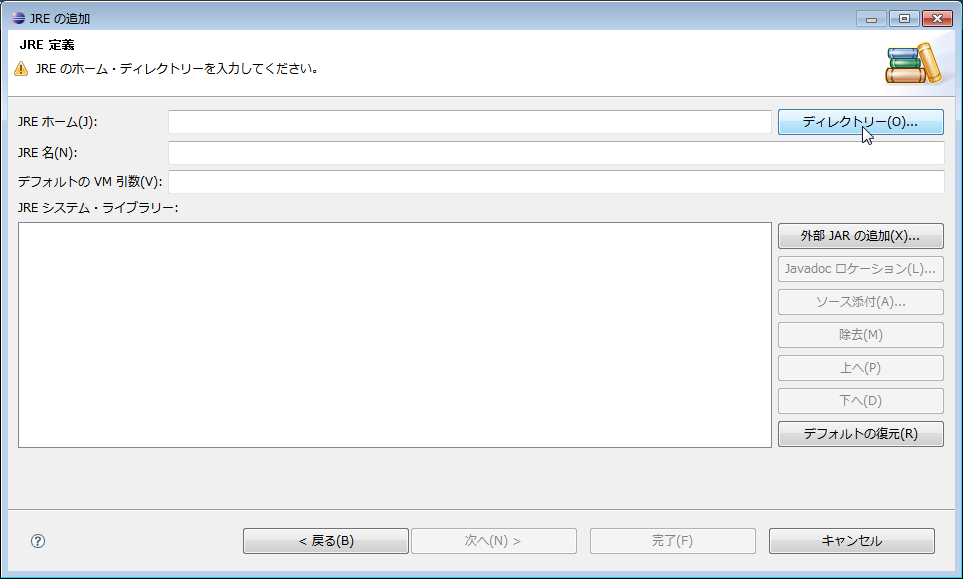 JRE の追加
JRE 定義
JRE のホーム・ディレクトリーを入力してください。
JRE ホーム(J):
ディレクトリー(O)...
JRE 名(N):
デフォルトの VM 引数(V):
JRE システム・ライブラリー:
外部 JAR の追加(X)...
Javadoc ロケーション(L)...
ソース添付(A)...
除去(M)
上へ(P)
下へ(D)
デフォルトの復元(R)
< 戻る(B)
次へ(N) >
完了(F)
キャンセル